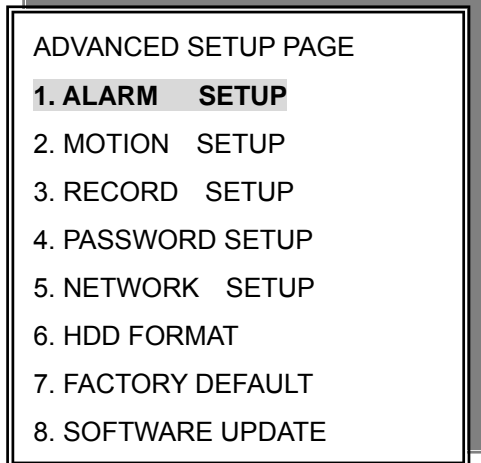 ADVANCED SETUP PAGE
1. ALARM SETUP
2. MOTION SETUP
3. RECORD SETUP
4. PASSWORD SETUP
5. NETWORK SETUP
6. HDD FORMAT
7. FACTORY DEFAULT
8. SOFTWARE UPDATE